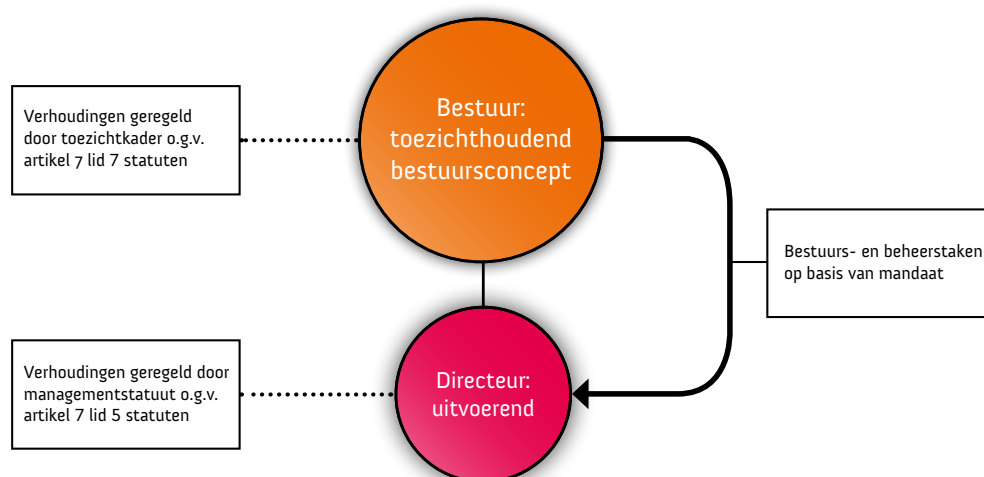 Verhoudingen geregeld
door toezichtkader o.g.v.
artikel 7 lid 7 statuten
Bestuur:
toezichthoudend
bestuursconcept
Bestuurs- en beheerstaken
op basis van mandaat
Verhoudingen geregeld door
managementstatuut o.g.v.
artikel 7 lid 5 statuten
Directeur:
uitvoerend